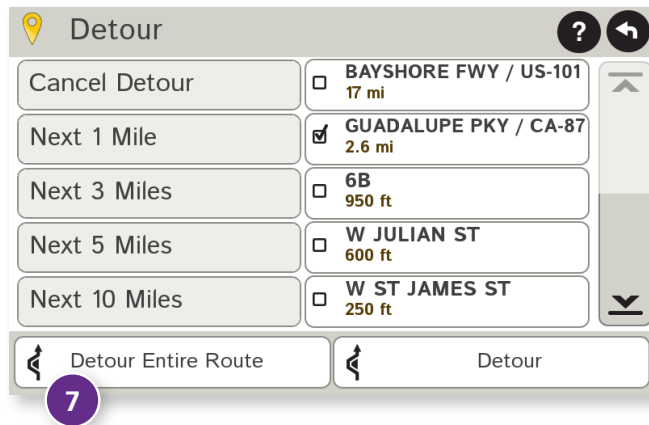 Detour
?
Cancel Detour
BAYSHORE FWY / US-101
17 mi
Next 1 Mile
GUADALUPE PKY / CA-87
2.6 mi
Next 3 Miles
6B
950 ft
Next 5 Miles
W JULIAN ST
600 ft
Next 10 Miles
W ST JAMES ST
250 ft
Detour Entire Route
Detour
7